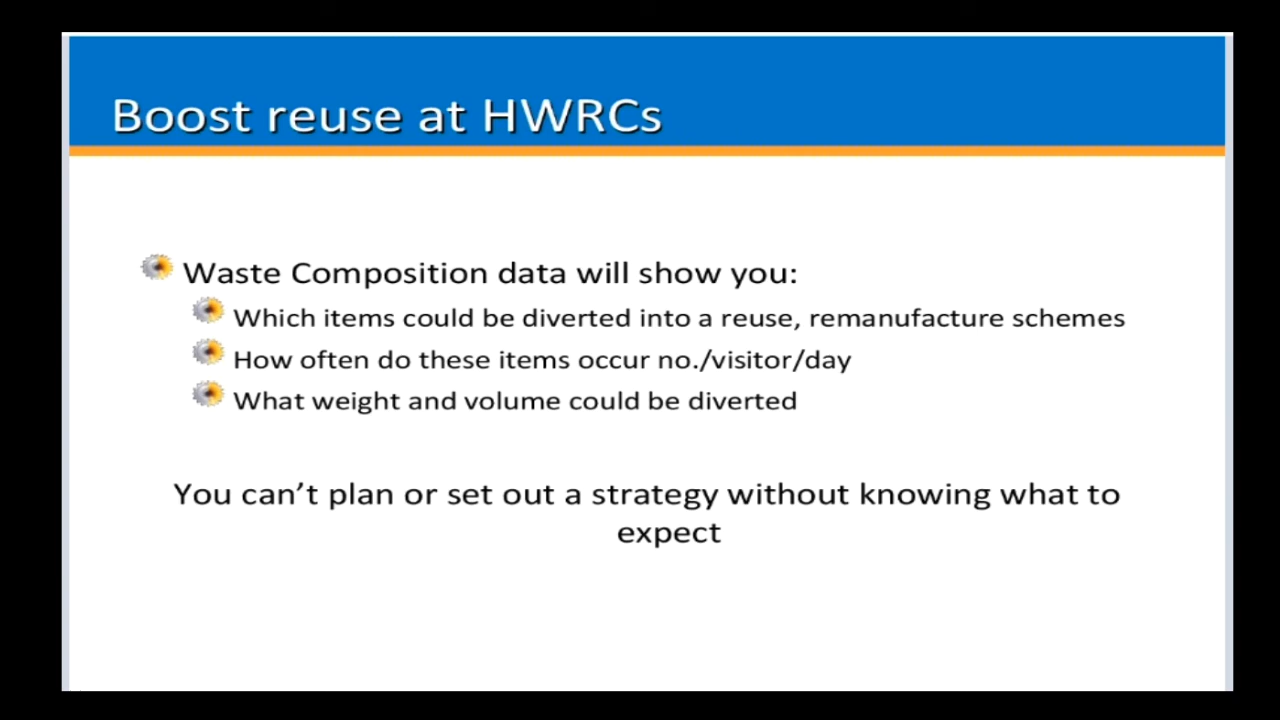 Boost reuse at HWRCs
Waste Composition data will show you:
Which items could be diverted into a reuse, remanufacture schemes
How often do these items occur no./visitor/day
What weight and volume could be diverted
You can’t plan or set out a strategy without knowing what to
expect